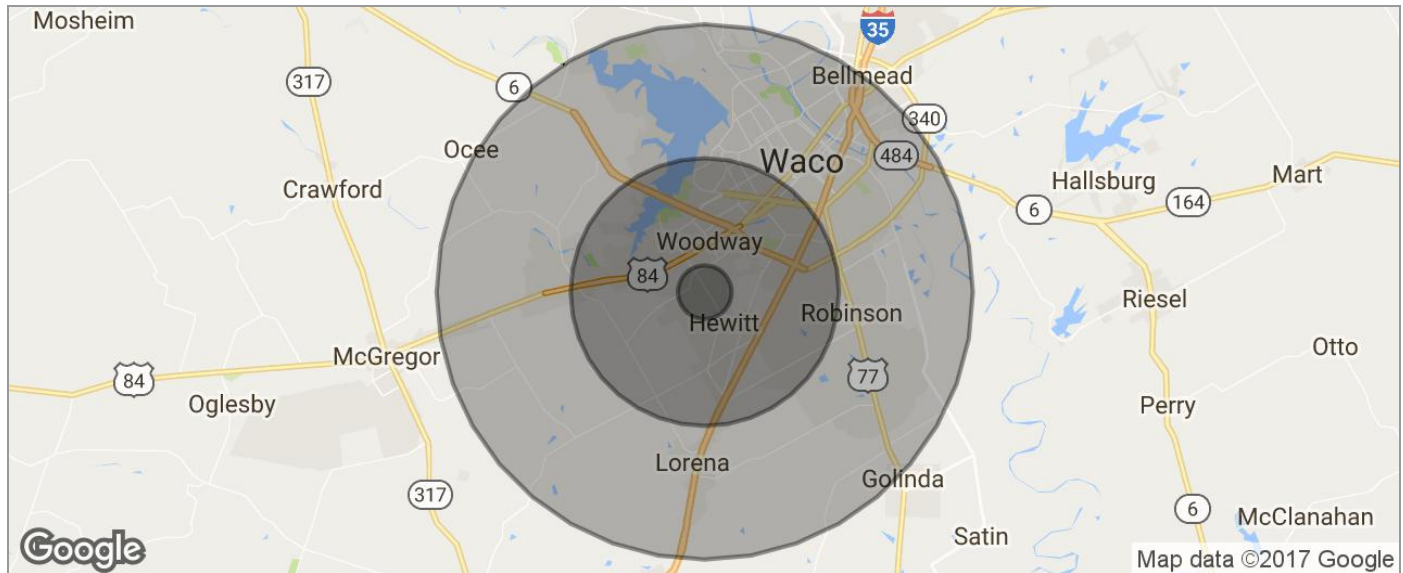 Mosheim
35
317
6
Bellmead
340
Ocee
484
Waco
Crawford
Hallsburg
Mart
164
6
Woodway
84
Riesel
Hewitt
Robinson
Otto
McGregor
84
77
Oglesby
Perry
Lorena
Golinda
317
6
McClanahan
Satin
Google
Map data ©2017 Google